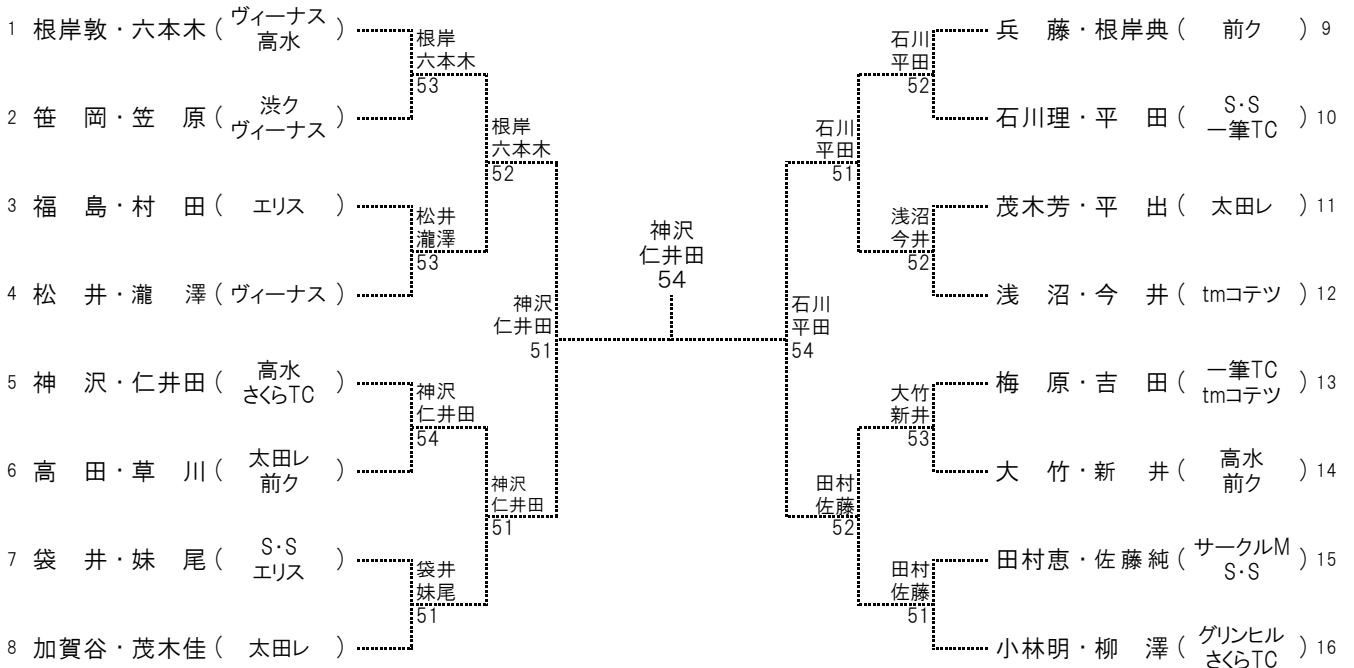 1 根岸敦・六本木 ( ヴィーナス 高水 )
2 笹　岡・笠　原 ( 渋ク ヴィーナス )
3 福　島・村　田 ( エリス )
4 松　井・瀧　澤 ( ヴィーナス )
5 神　沢・仁井田 ( 高水 さくらTC )
6 高　田・草　川 ( 太田レ 前ク )
7 袋　井・妹　尾 ( S・S エリス )
8 加賀谷・茂木佳 ( 太田レ )
根岸
六本木
53
松井
瀧澤
53
神沢
仁井田
54
袋井
妹尾
51
根岸
六本木
52
神沢
仁井田
51
神沢
仁井田
51
神沢
仁井田
54
石川
平田
54
石川
平田
51
田村
佐藤
52
石川
平田
52
浅沼
今井
52
大竹
新井
53
田村
佐藤
51
兵　藤・根岸典 ( 前ク ) 9
石川理・平　田 ( S・S 一筆TC ) 10
茂木芳・平　出 ( 太田レ ) 11
浅　沼・今　井 ( tmコテツ ) 12
梅　原・吉　田 ( 一筆TC tmコテツ ) 13
大　竹・新　井 ( 高水 前ク ) 14
田村恵・佐藤純 ( サークルM S・S ) 15
小林明・柳　澤 ( グリンヒル さくらTC ) 16